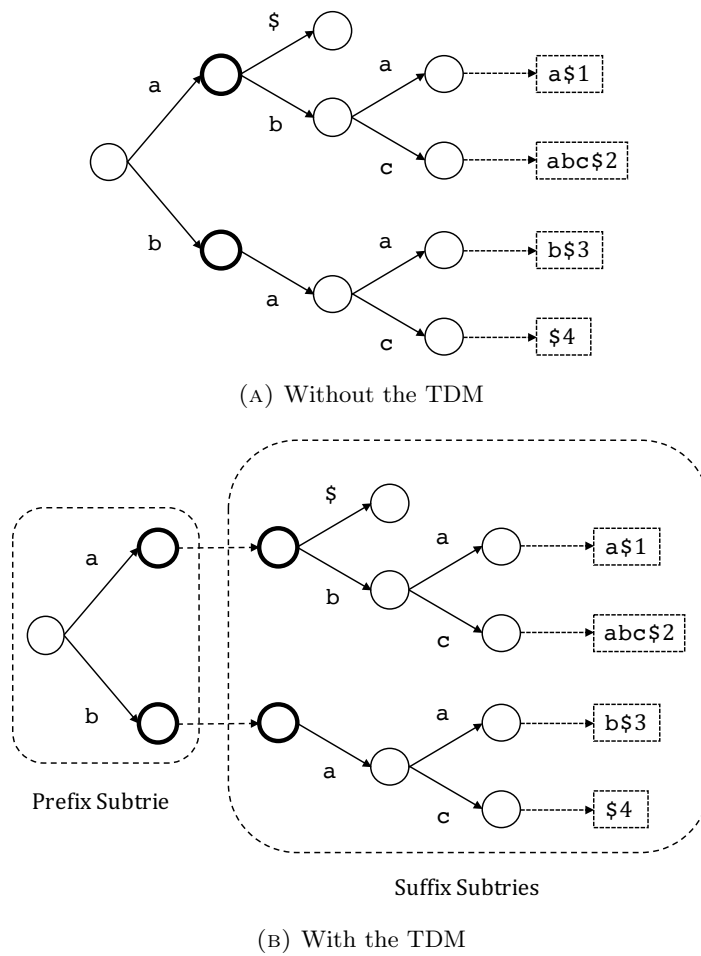 $
a
a
a$1
b
c
abc$2
b
a
b$3
a
c
$4
(A) Without the TDM
$
a
a
a$1
b
c
abc$2
b
a
b$3
a
c
$4
Prefix Subtrie
Suffix Subtries
(B) With the TDM